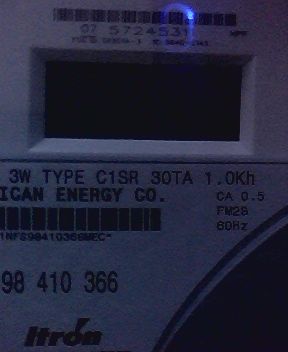 07 5724531
3W TYPE C1SR 30TA 1.0Kh
ICAN ENERGY CO.
CA 0.5
FM2S
60Hz
98 410 366
Itron